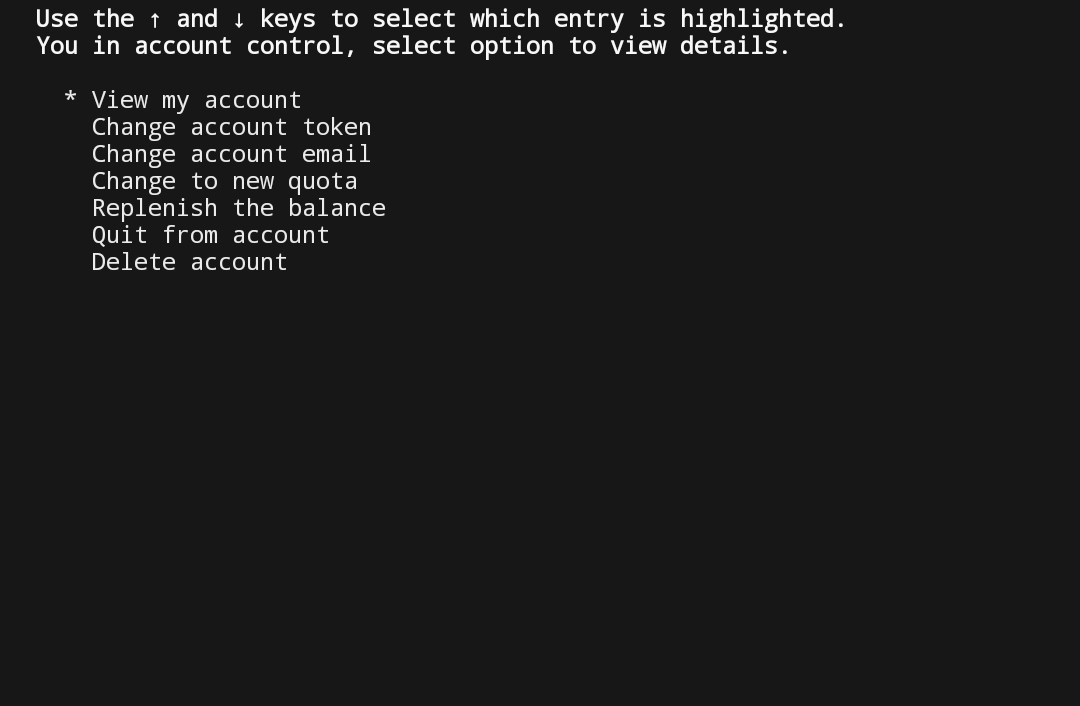 Use the ↑ and ↓ keys to select which entry is highlighted.
You in account control, select option to view details.
* View my account
Change account token
Change account email
Change to new quota
Replenish the balance
Quit from account
Delete account